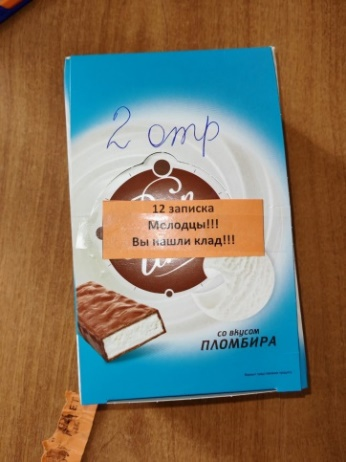 2 отр
12 записка
Молодцы!!!
Вы нашли клад!!!
со вкусом
ПЛОМБИРА